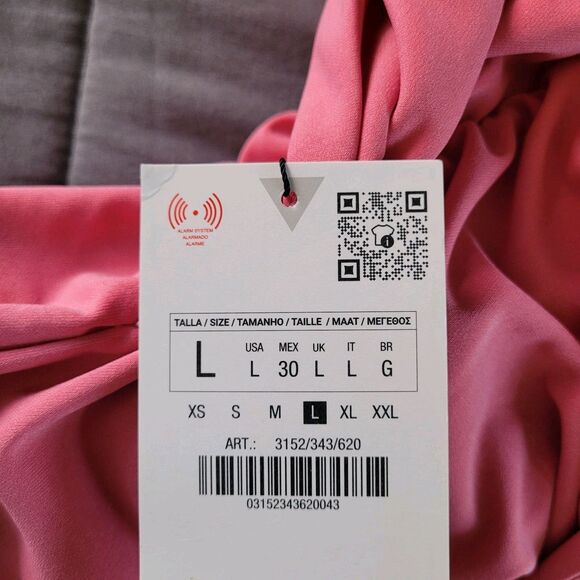 ALARM SYSTEM
ALARMADO
ALARME
TALLA / SIZE / TAMANHO / TAILLE / MAAT / ΜΕΓΕΘΟΣ
L USA MEX UK IT BR
L 30 L L G
XS S M L XL XXL
ART.: 3152/343/620
03152343620043